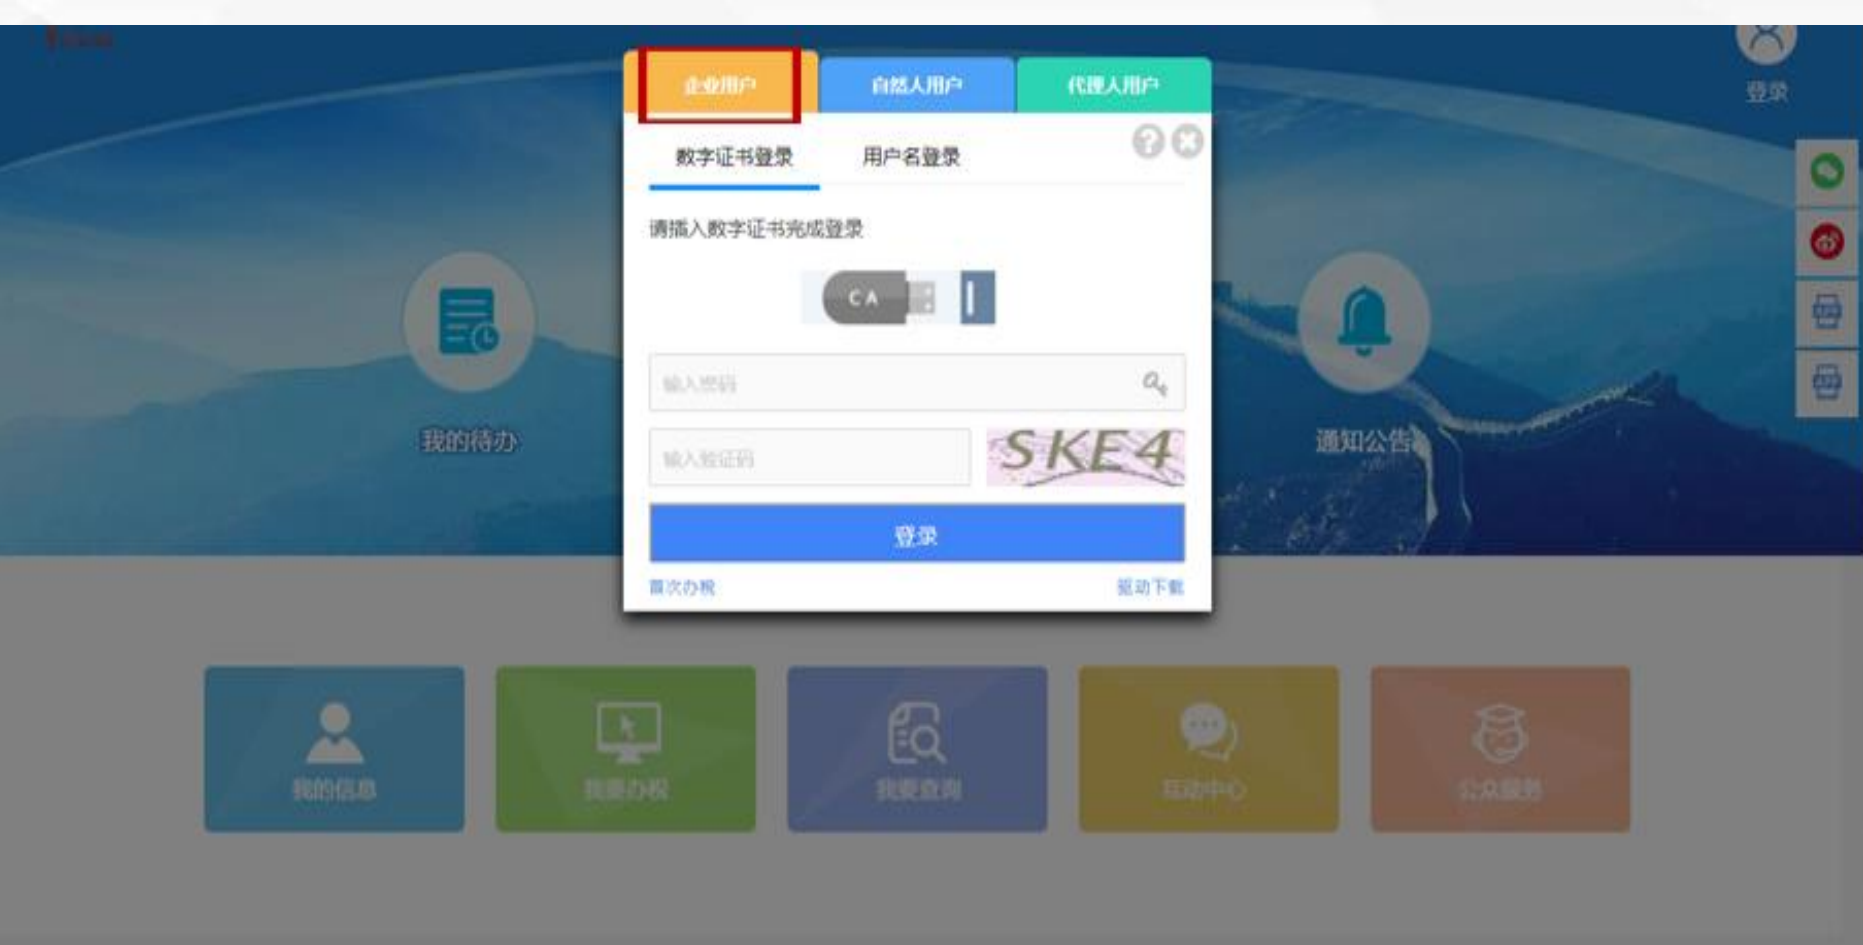 企业用户
自然人用户
代理人用户
登录
数字证书登录
用户名登录
请插入数字证书完成登录
CA
输入密码
SKE4
输入验证码
登录
首次办税
驱动下载
我的待办
通知公告
APP
APP
我的信息
我要办税
我要查询
互动中心
公众服务